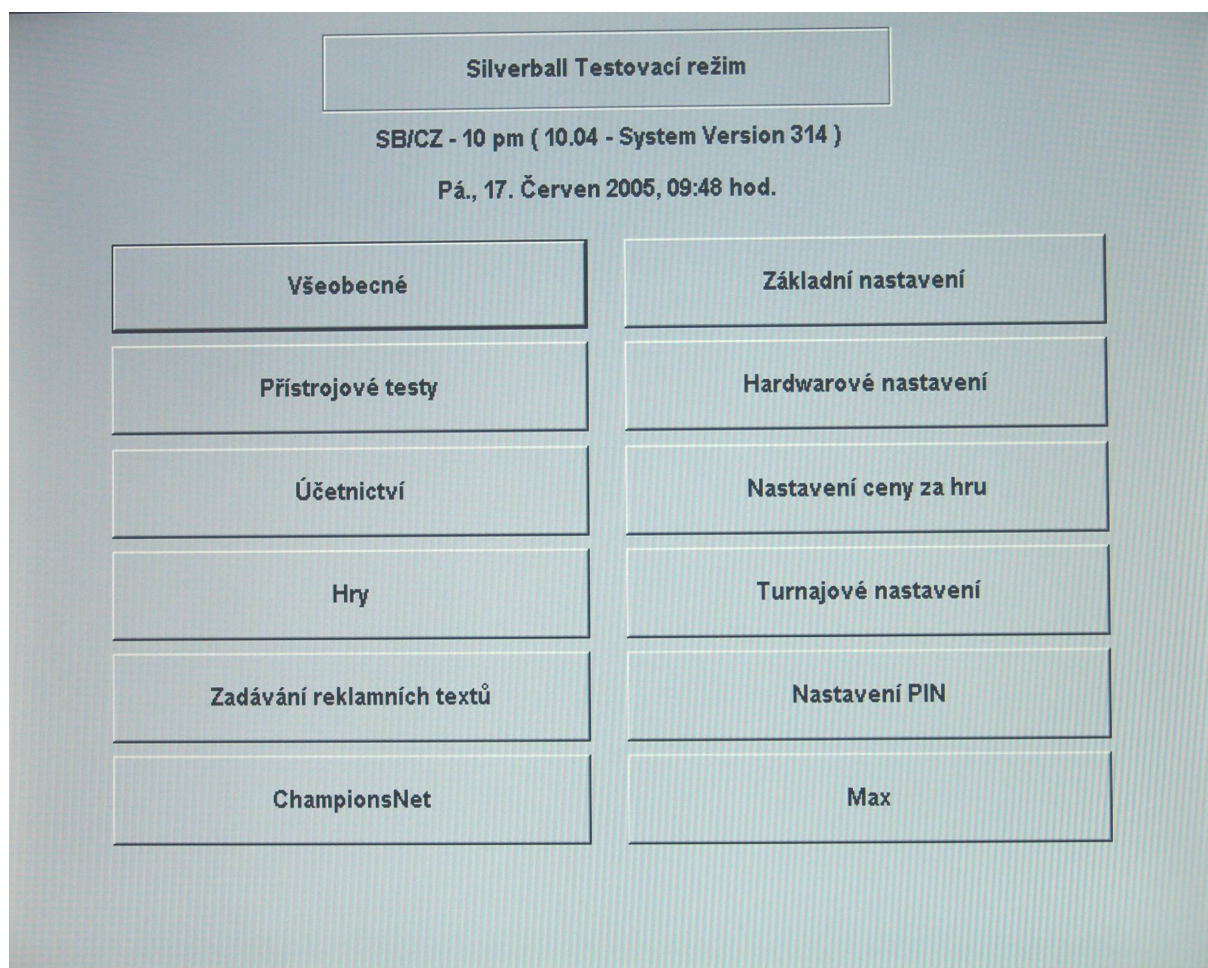 Silverball Testovací režim
SB/CZ - 10 pm ( 10.04 - System Version 314 )
Pá., 17. Červen 2005, 09:48 hod.
Všeobecné
Základní nastavení
Přístrojové testy
Hardwarové nastavení
Účetnictví
Nastavení ceny za hru
Hry
Turnajové nastavení
Zadávání reklamních textů
Nastavení PIN
ChampionsNet
Max